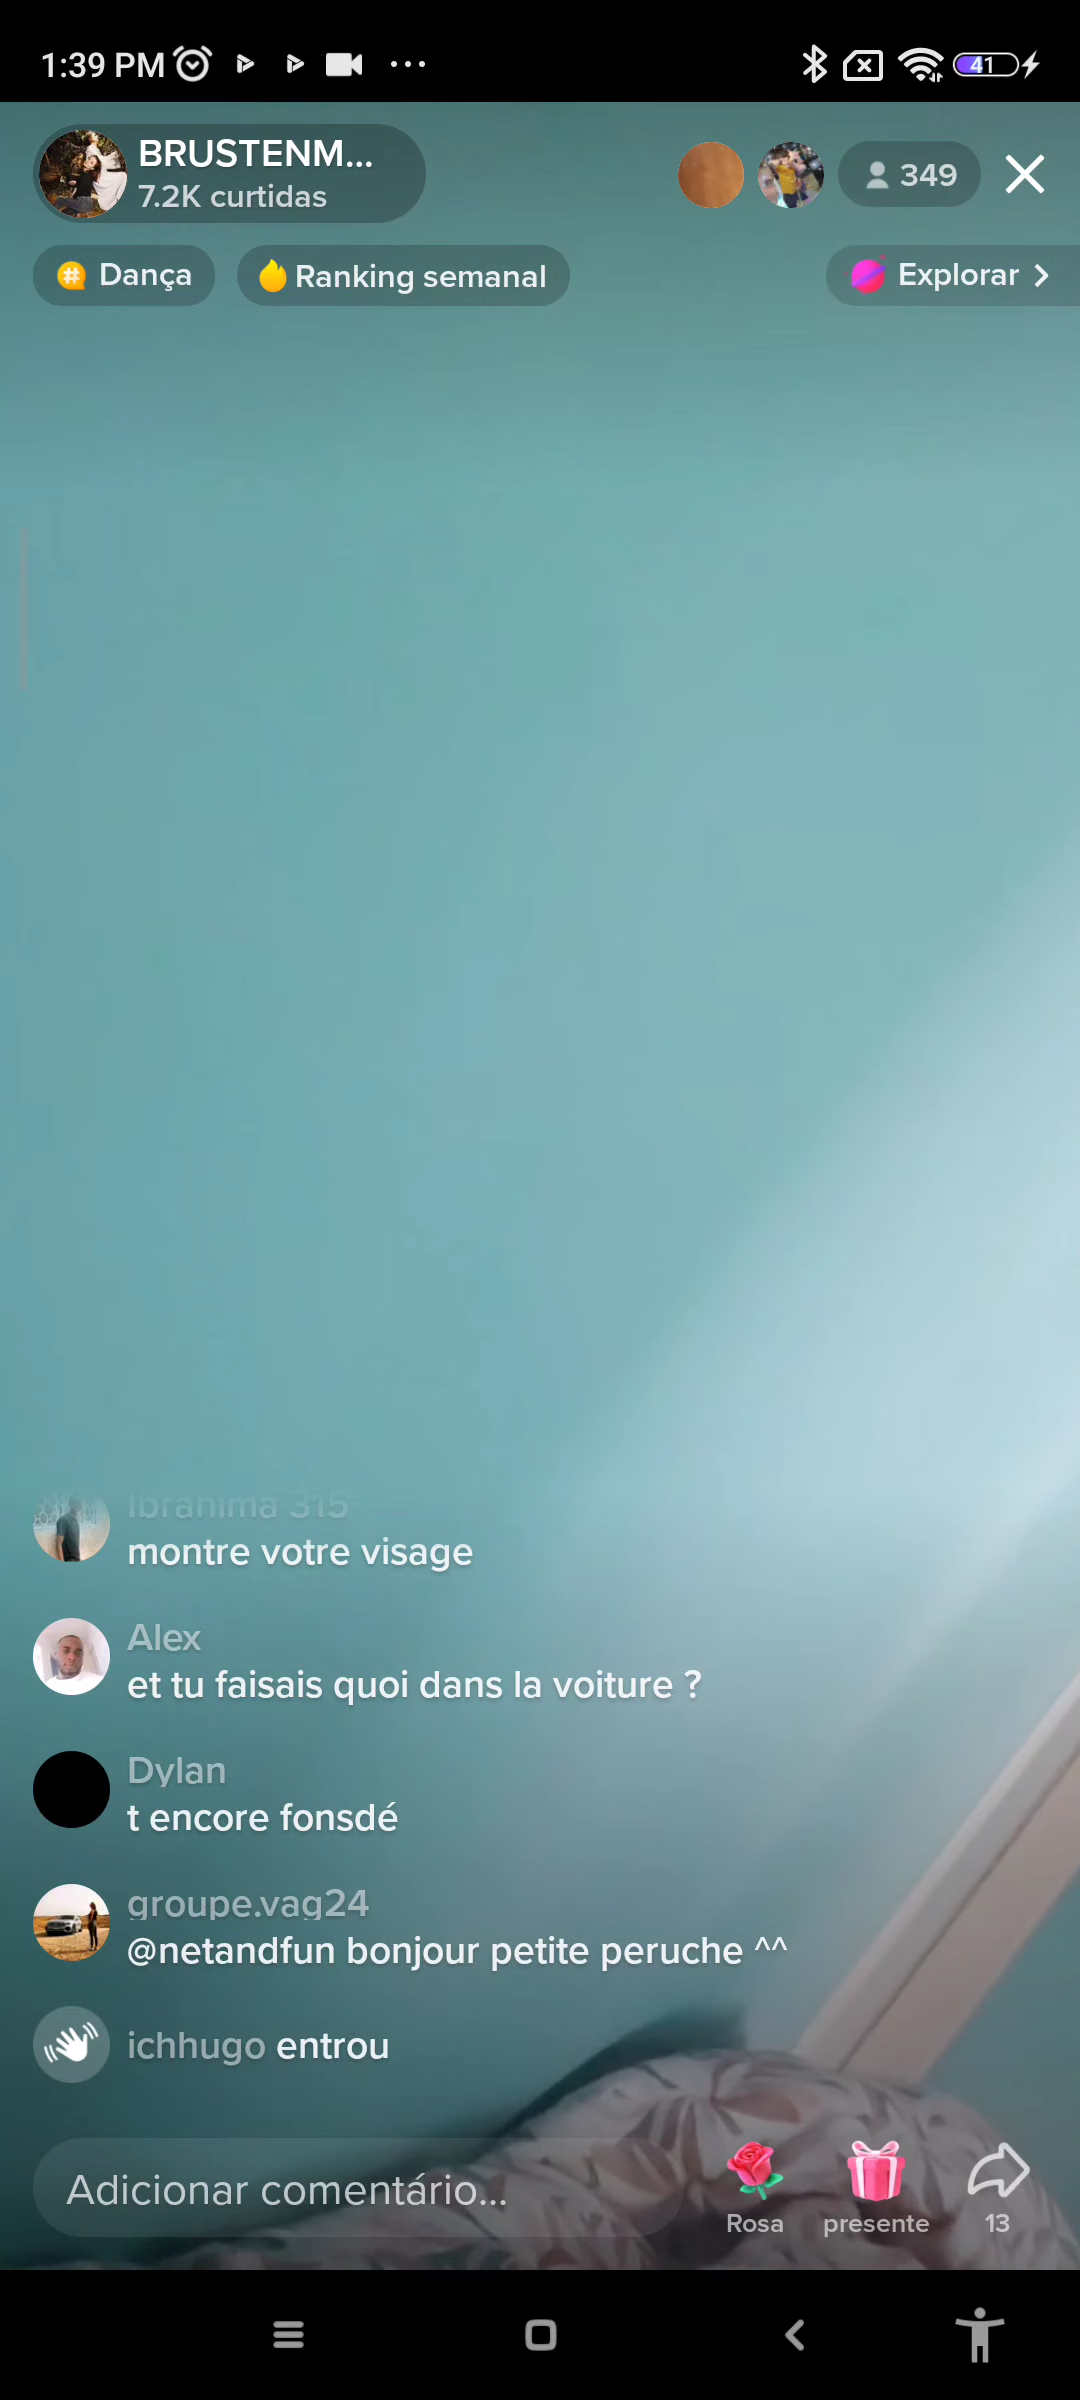 1:39 PM
41
BRUSTENM...
7.2K curtidas
349
Dança
Ranking semanal
Explorar
Ibrahima 315
montre votre visage
Alex
et tu faisais quoi dans la voiture ?
Dylan
t encore fonsdé
groupe.vag24
@netandfun bonjour petite peruche ^^
ichhugo entrou
Adicionar comentário...
Rosa
presente
13